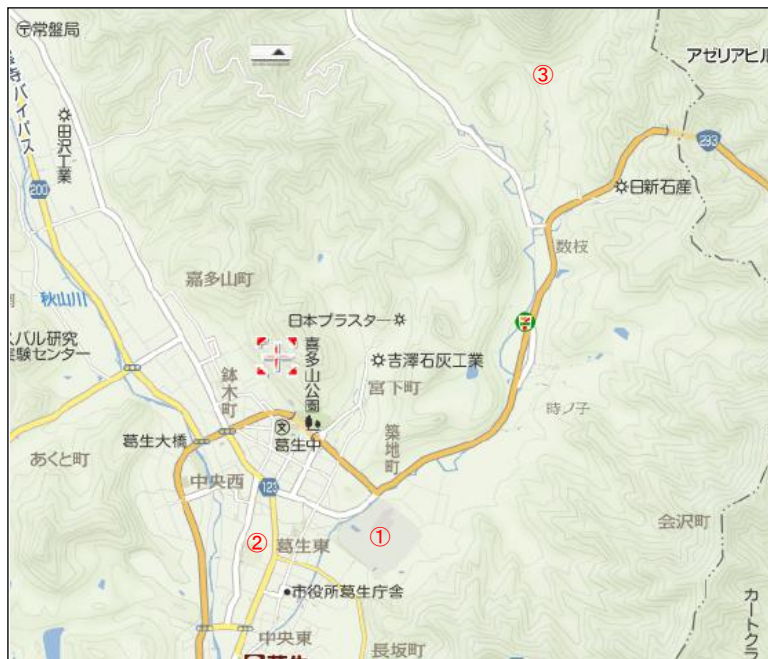 〒常盤局
アゼリアヒル
③
寺バイパス
田沢工業
293
200
日新石産
数枝
嘉多山町
秋山川
日本プラスター
スバル研究
実験センター
喜多山公園
吉澤石灰工業
宮下町
鉢木町
時ノ子
文
葛生中
築地町
葛生大橋
あくと町
中央西
123
会沢町
①
②
葛生東
市役所葛生庁舎
カートクラ
中央東
長坂町
葛生